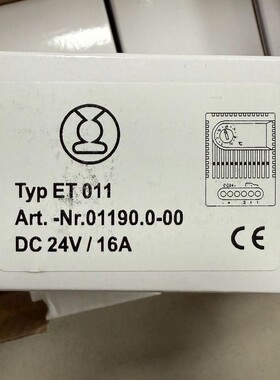 Typ ET 011
Art. -Nr.01190.0-00
DC 24V / 16A
CE